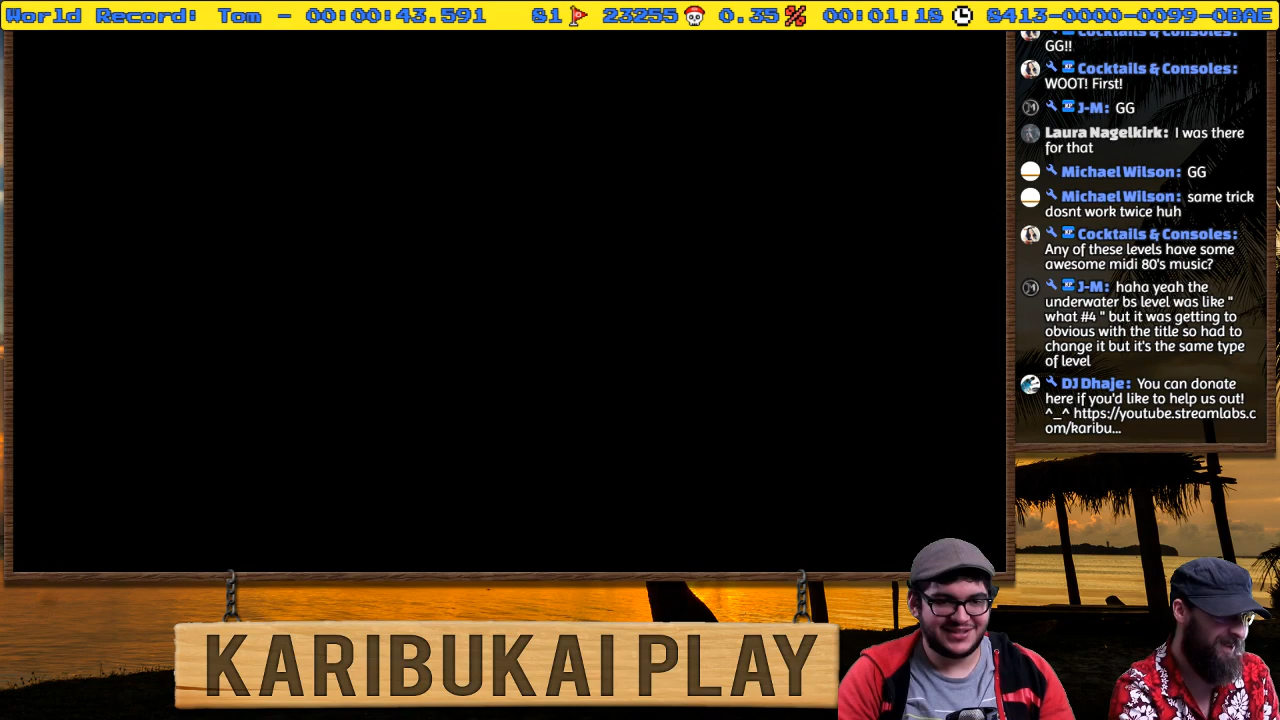 World Record: Tom - 00:00:43.591 81 23255 0.35 00:01:18 8413-0000-0099-0BAE
Cocktails & Consoles:
GG!!
Cocktails & Consoles:
WOOT! First!
J-M: GG
Laura Nagelkirk: I was there
for that
Michael Wilson: GG
Michael Wilson: same trick
dosnt work twice huh
Cocktails & Consoles:
Any of these levels have some
awesome midi 80's music?
J-M: haha yeah the
underwater bs level was like "
what #4 " but it was getting to
obvious with the title so had to
change it but it's the same type
of level
DJ Dhaje: You can donate
here if you'd like to help us out!
^_^ https://youtube.streamlabs.c
om/karibu...
KARIBUKAI PLAY